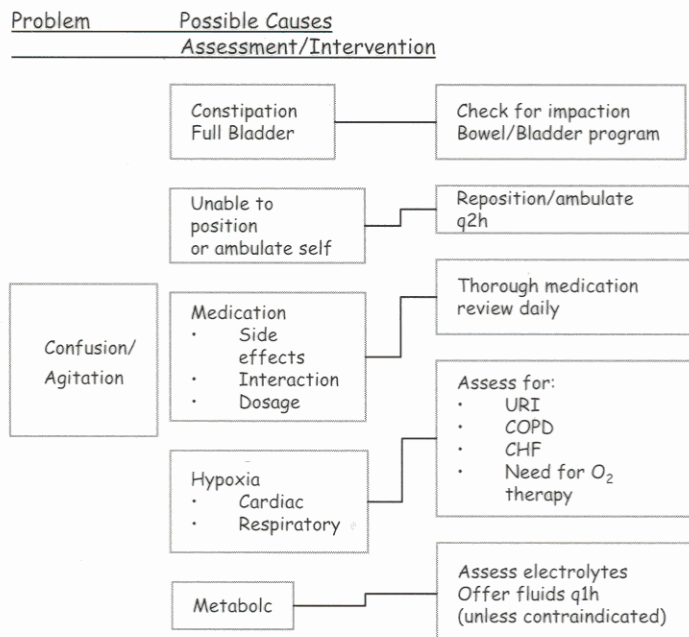 Problem Possible Causes
Assessment/Intervention
Constipation
Full Bladder
Check for impaction
Bowel/Bladder program
Unable to
position
or ambulate self
Reposition/ambulate
q2h
Confusion/
Agitation
Medication
· Side
effects
· Interaction
· Dosage
Thorough medication
review daily
Hypoxia
· Cardiac
· Respiratory
Assess for:
· URI
· COPD
· CHF
· Need for O₂
therapy
Metabolc
Assess electrolytes
Offer fluids q1h
(unless contraindicated)